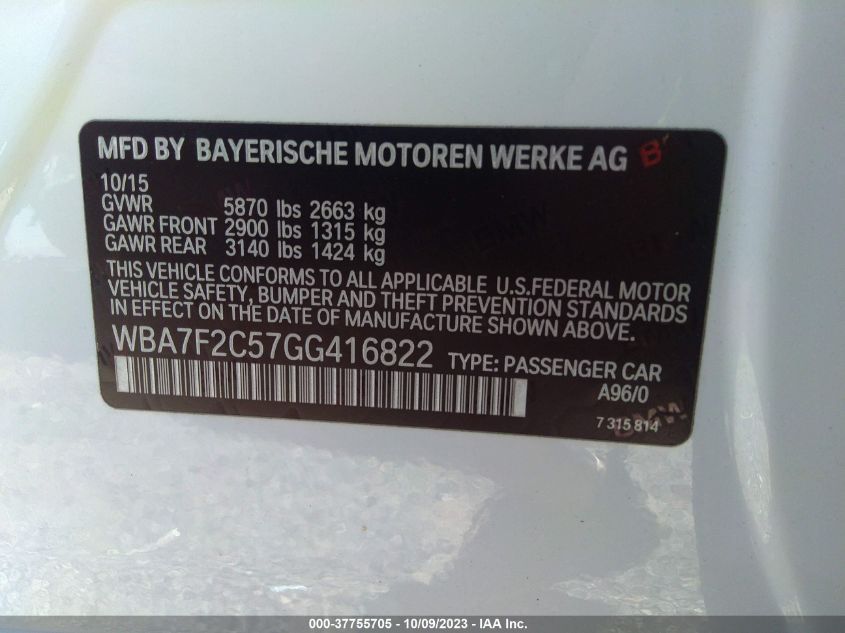 MFD BY BAYERISCHE MOTOREN WERKE AG B
10/15
GVWR 5870 lbs 2663 kg
GAWR FRONT 2900 lbs 1315 kg
GAWR REAR 3140 lbs 1424 kg
THIS VEHICLE CONFORMS TO ALL APPLICABLE U.S.FEDERAL MOTOR
VEHICLE SAFETY, BUMPER AND THEFT PREVENTION STANDARDS
IN EFFECT ON THE DATE OF MANUFACTURE SHOWN ABOVE.
WBA7F2C57GG416822 TYPE: PASSENGER CAR
A96/0
7 315 814
BMW
000-37755705 - 10/09/2023 - IAA Inc.